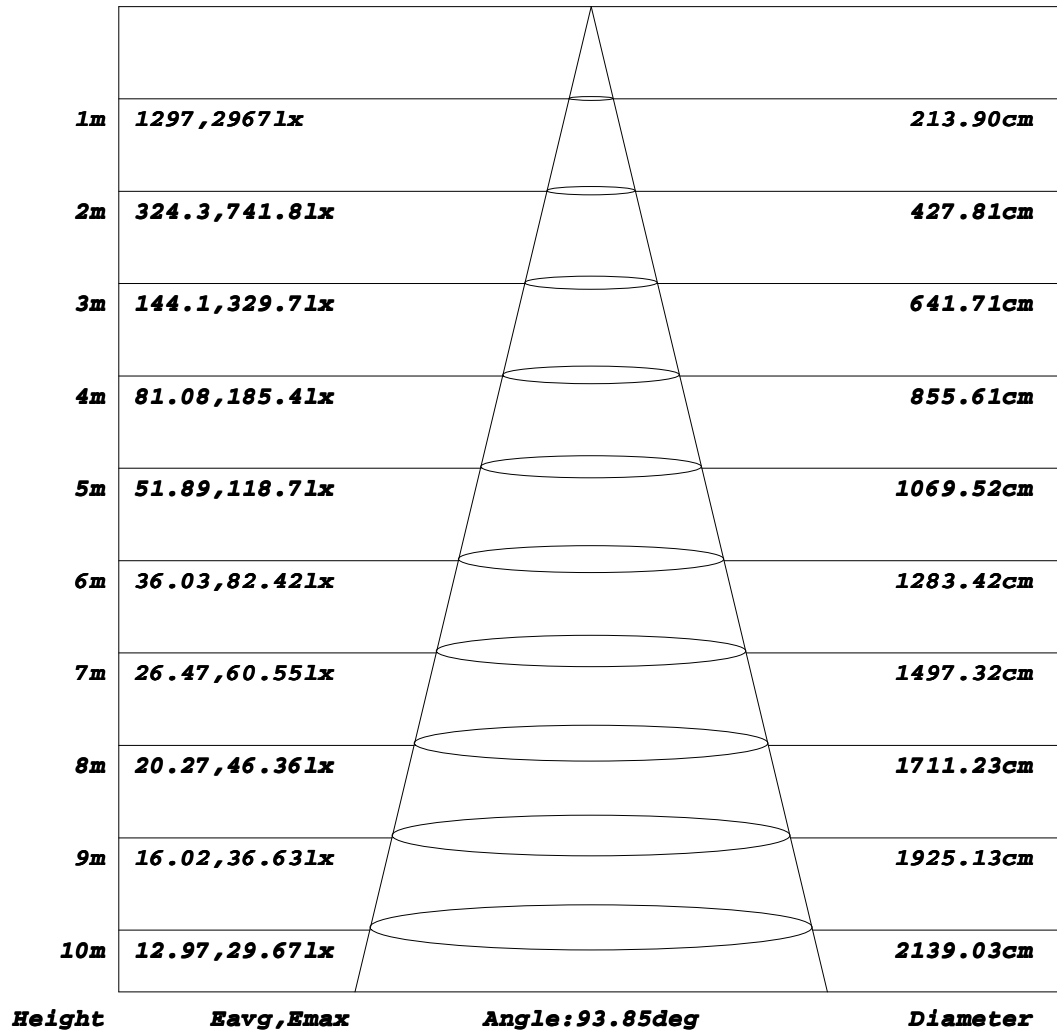 1m 1297,2967lx 213.90cm
2m 324.3,741.8lx 427.81cm
3m 144.1,329.7lx 641.71cm
4m 81.08,185.4lx 855.61cm
5m 51.89,118.7lx 1069.52cm
6m 36.03,82.42lx 1283.42cm
7m 26.47,60.55lx 1497.32cm
8m 20.27,46.36lx 1711.23cm
9m 16.02,36.63lx 1925.13cm
10m 12.97,29.67lx 2139.03cm
Height Eavg,Emax Angle:93.85deg Diameter